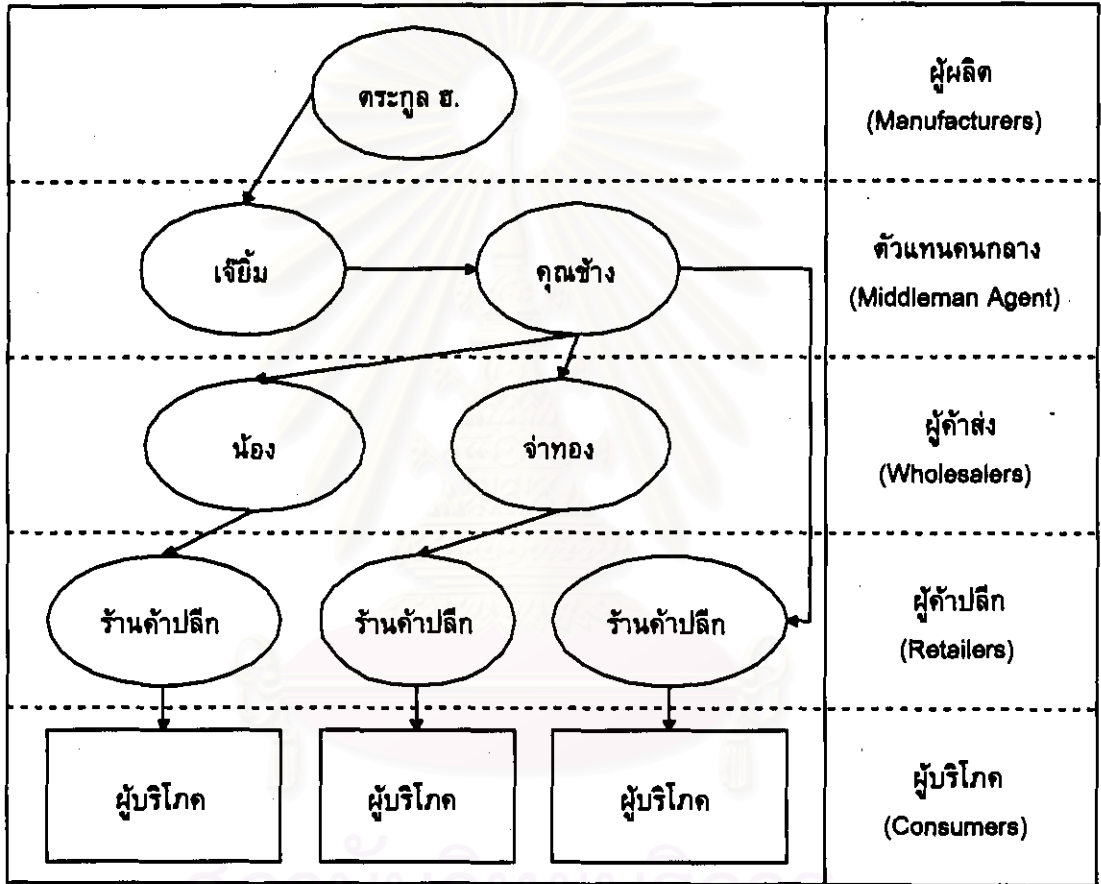 ตระกูล ฮ.
ผู้ผลิต
(Manufacturers)
เจ๊ยิ้ม
คุณช้าง
ตัวแทนคนกลาง
(Middleman Agent)
น้อง
จ่าทอง
ผู้ค้าส่ง
(Wholesalers)
ร้านค้าปลีก
ร้านค้าปลีก
ร้านค้าปลีก
ผู้ค้าปลีก
(Retailers)
ผู้บริโภค
ผู้บริโภค
ผู้บริโภค
ผู้บริโภค
(Consumers)